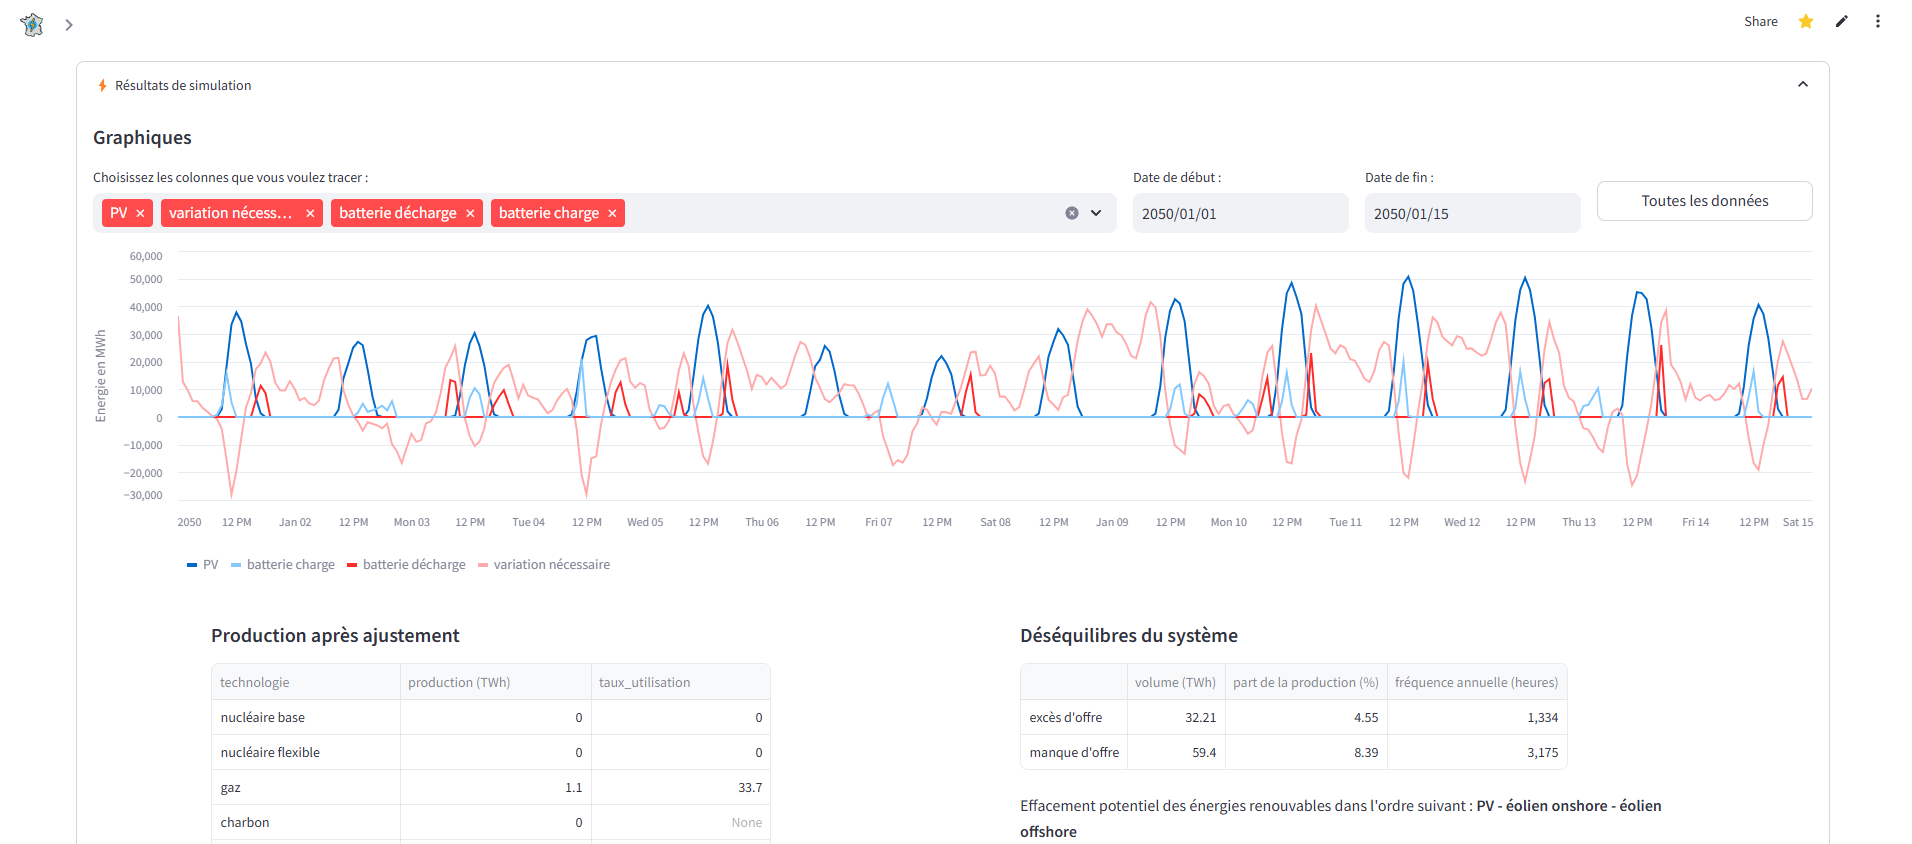 Share
Résultats de simulation
Graphiques
Choisissez les colonnes que vous voulez tracer :
Date de début :
Date de fin :
PV
variation nécess...
batterie décharge
batterie charge
2050/01/01
2050/01/15
Toutes les données
Energie en MWh
60,000
50,000
40,000
30,000
20,000
10,000
0
−10,000
−20,000
−30,000
2050 12 PM Jan 02 12 PM Mon 03 12 PM Tue 04 12 PM Wed 05 12 PM Thu 06 12 PM Fri 07 12 PM Sat 08 12 PM Jan 09 12 PM Mon 10 12 PM Tue 11 12 PM Wed 12 12 PM Thu 13 12 PM Fri 14 12 PM Sat 15
PV batterie charge batterie décharge variation nécessaire
Production après ajustement
technologie production (TWh) taux_utilisation
nucléaire base 0 0
nucléaire flexible 0 0
gaz 1.1 33.7
charbon 0 None
Déséquilibres du système
volume (TWh) part de la production (%) fréquence annuelle (heures)
excès d'offre 32.21 4.55 1,334
manque d'offre 59.4 8.39 3,175
Effacement potentiel des énergies renouvables dans l'ordre suivant : PV - éolien onshore - éolien
offshore